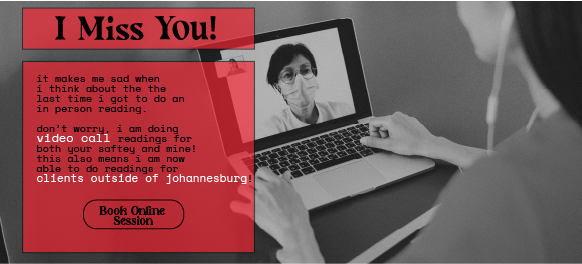 I Miss You!
it makes me sad when
i think about the the
last time i got to do an
in person reading.
don't worry, i am doing
video call readings for
both your saftey and mine!
this also means i am now
able to do readings for
clients outside of johannesburg!
Book Online
Session